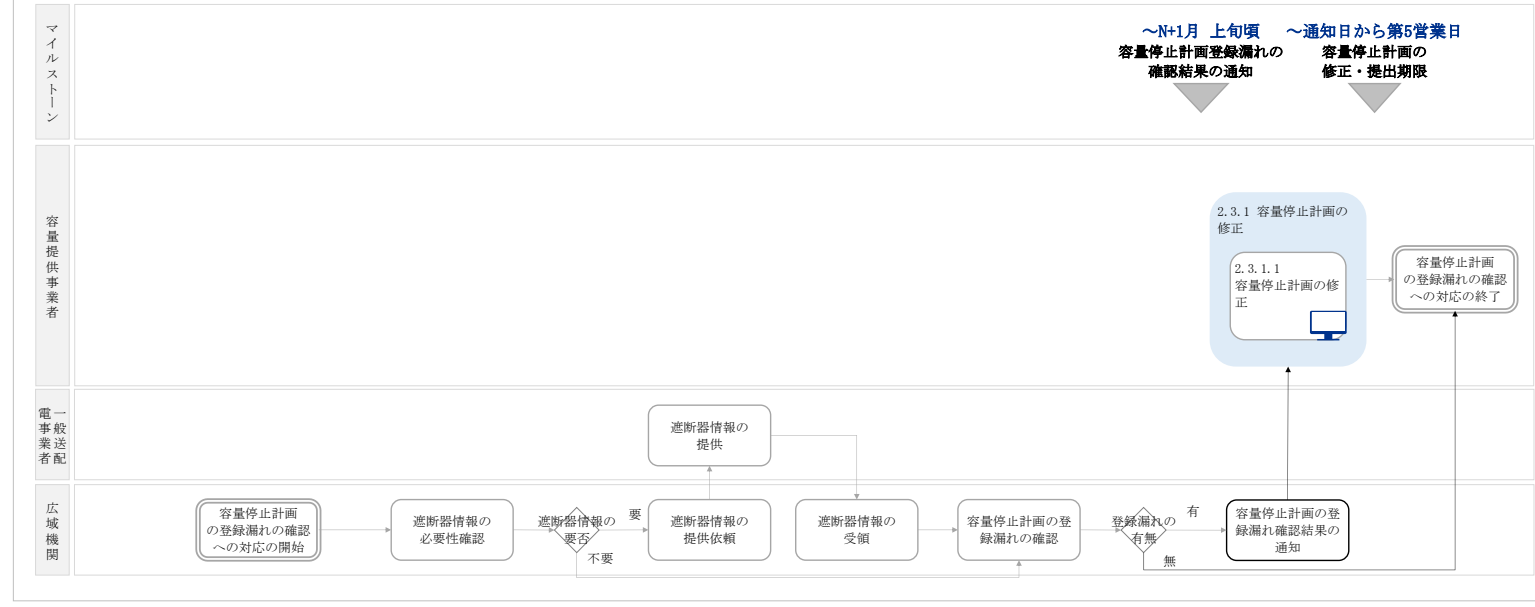 マイルストーン
～N+1月 上旬頃
容量停止計画登録漏れの
確認結果の通知
～通知日から第5営業日
容量停止計画の
修正・提出期限
容量提供事業者
2.3.1 容量停止計画の
修正
2.3.1.1
容量停止計画の修
正
容量停止計画
の登録漏れの確認
への対応の終了
一般送配
電事業者
遮断器情報の
提供
広域機関
容量停止計画
の登録漏れの確認
への対応の開始
遮断器情報の
必要性確認
遮断器情報の
要否
要
不要
遮断器情報の
提供依頼
遮断器情報の
受領
容量停止計画の登
録漏れの確認
登録漏れの
有無
有
無
容量停止計画の登
録漏れ確認結果の
通知